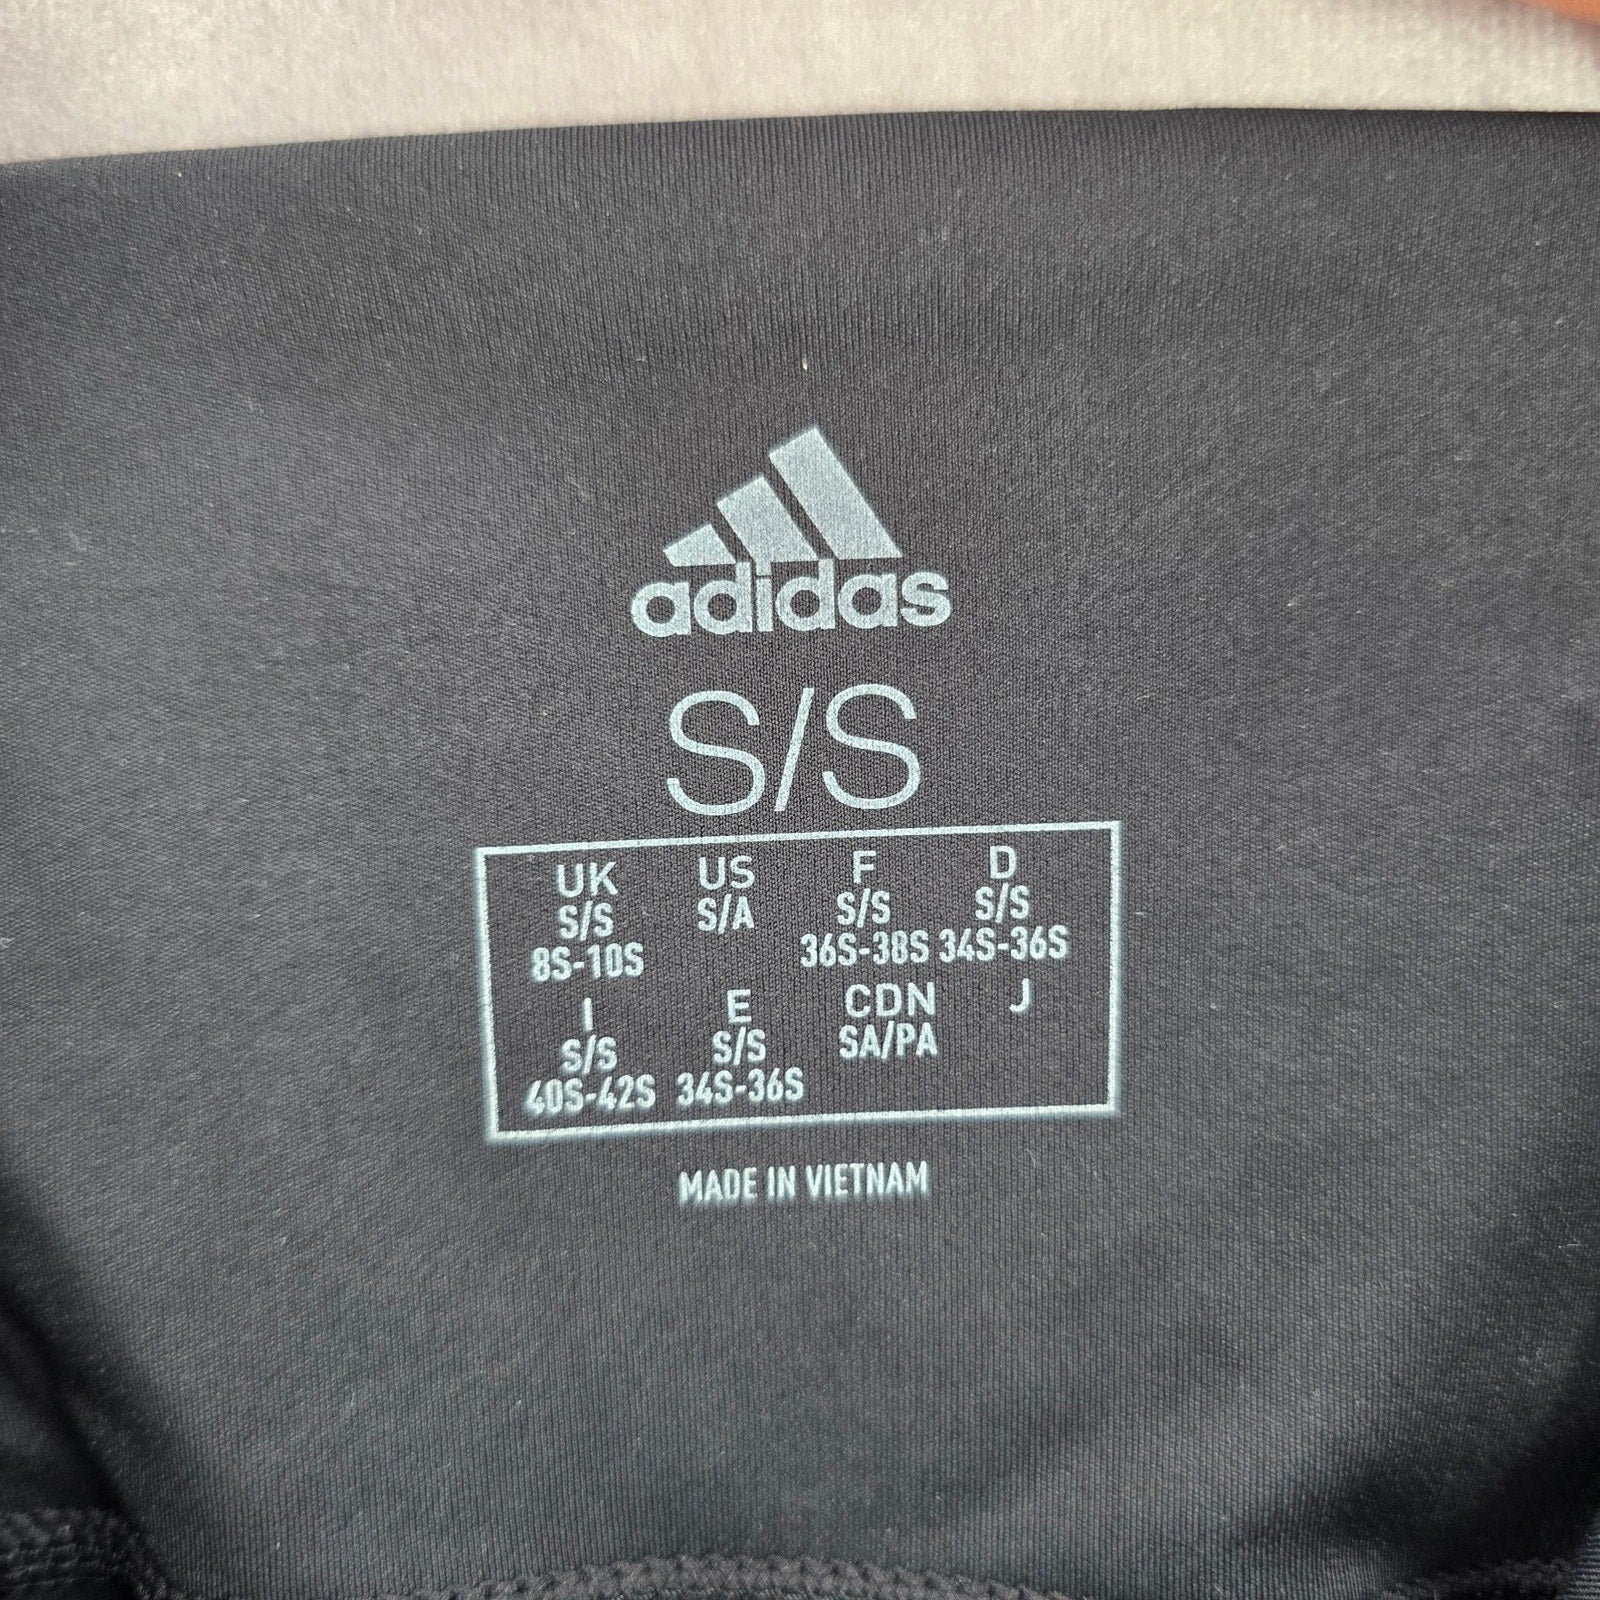 adidas
S/S
UK US F D
S/S S/A S/S S/S
8S-10S 36S-38S 34S-36S
I E CDN J
S/S S/S SA/PA
40S-42S 34S-36S
MADE IN VIETNAM